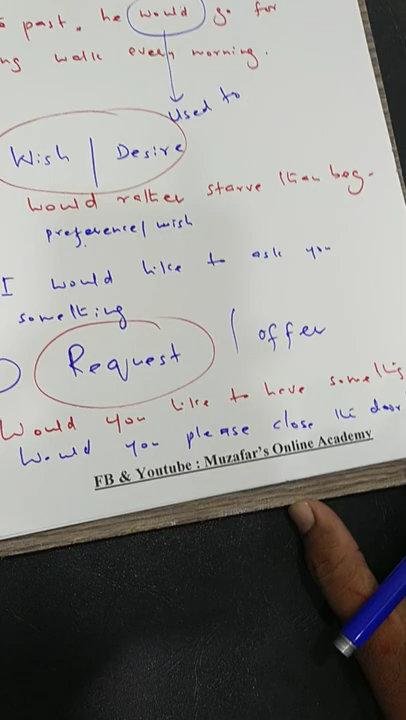 past, he would go for
walk every morning.
Used to
Wish | Desire
would rather starve than beg.
preference/ wish
I would like to ask you
something
Request / offer
Would you like to have
Would you please close the door
FB & Youtube : Muzafar's Online Academy